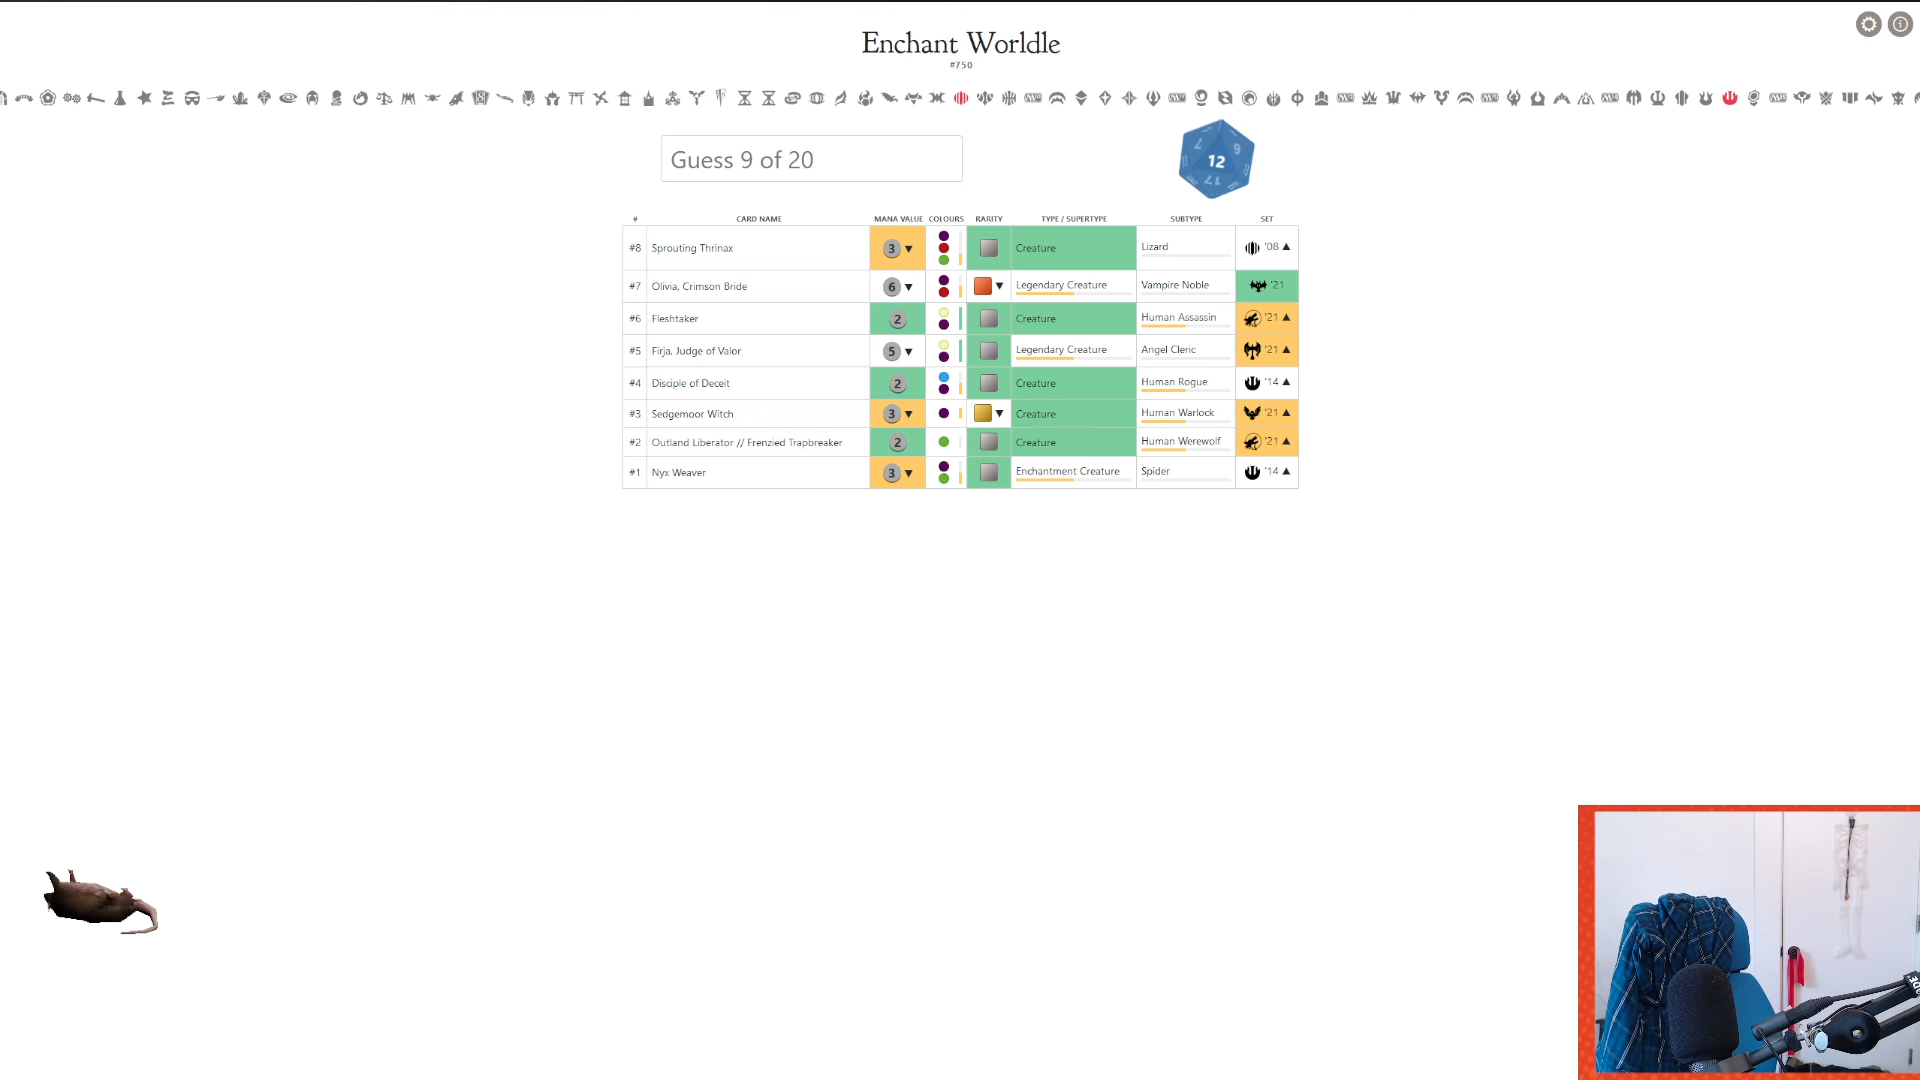 Enchant Worldle
#750
Guess 9 of 20
12
# CARD NAME MANA VALUE COLOURS RARITY TYPE / SUPERTYPE SUBTYPE SET
#8 Sprouting Thrinax 3 ▼ Creature Lizard '08 ▲
#7 Olivia, Crimson Bride 6 ▼ ▼ Legendary Creature Vampire Noble '21
#6 Fleshtaker 2 Creature Human Assassin '21 ▲
#5 Firja, Judge of Valor 5 ▼ Legendary Creature Angel Cleric '21 ▲
#4 Disciple of Deceit 2 Creature Human Rogue '14 ▲
#3 Sedgemoor Witch 3 ▼ ▼ Creature Human Warlock '21 ▲
#2 Outland Liberator // Frenzied Trapbreaker 2 Creature Human Werewolf '21 ▲
#1 Nyx Weaver 3 ▼ Enchantment Creature Spider '14 ▲